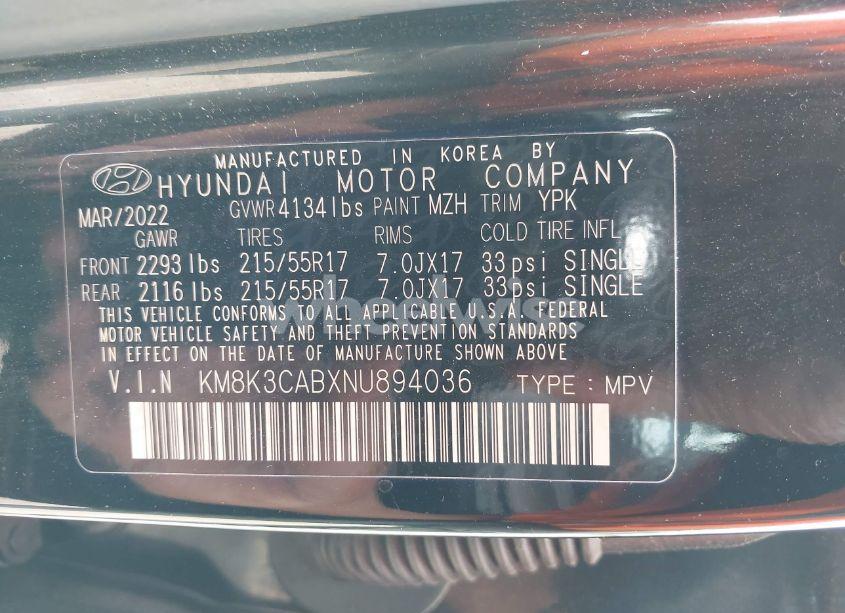 MANUFACTURED IN KOREA BY
HYUNDAI MOTOR COMPANY
MAR/2022 GVWR 4134 lbs PAINT MZH TRIM YPK
GAWR TIRES RIMS COLD TIRE INFL
FRONT 2293 lbs 215/55R17 7.0JX17 33psi SINGLE
REAR 2116 lbs 215/55R17 7.0JX17 33psi SINGLE
THIS VEHICLE CONFORMS TO ALL APPLICABLE U.S.A. FEDERAL
MOTOR VEHICLE SAFETY AND THEFT PREVENTION STANDARDS
IN EFFECT ON THE DATE OF MANUFACTURE SHOWN ABOVE
V.I.N KM8K3CABXNU894036 TYPE : MPV
wheelwise